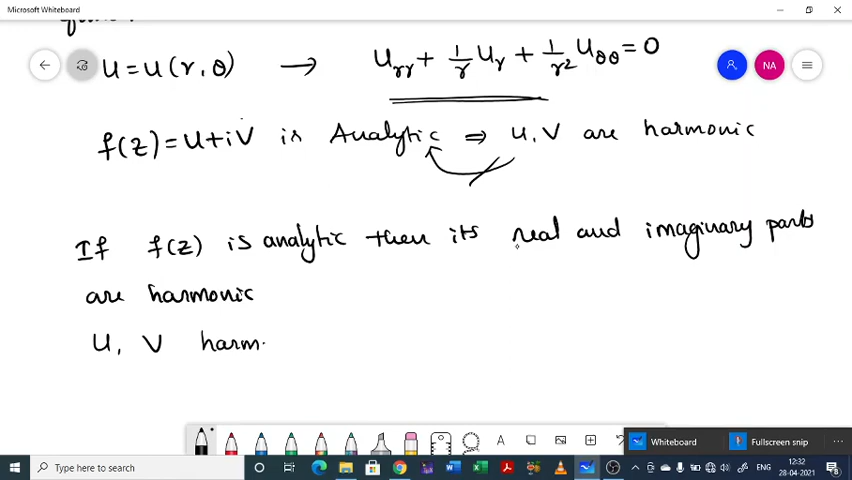 Microsoft Whiteboard
U = U(r, θ) → U_rr + 1/r U_r + 1/r² U_θθ = 0
NA
f(z) = U + iV is Analytic ⇒ U, V are harmonic
If f(z) is analytic then its real and imaginary parts
are harmonic
U, V harm
Whiteboard
Fullscreen snip
Type here to search
ENG
12:32
28-04-2021